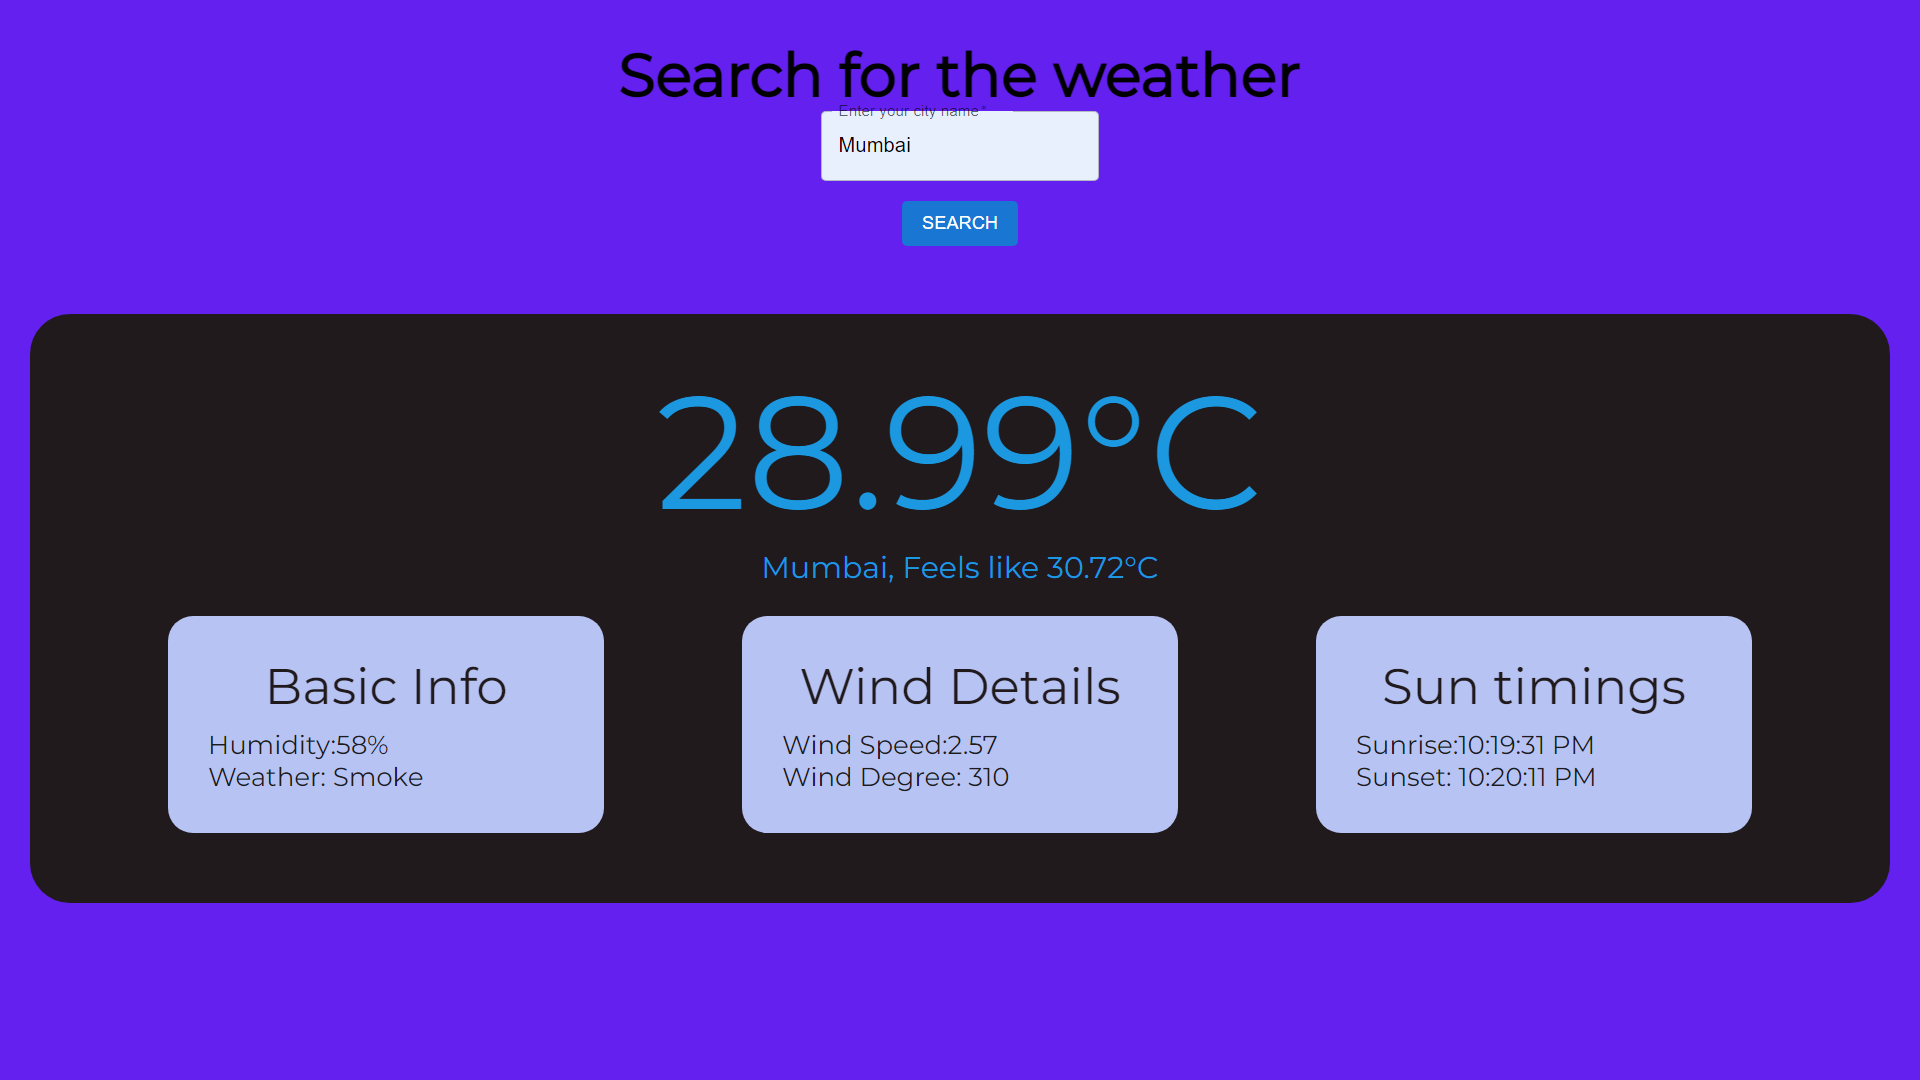 Search for the weather
Enter your city name *
Mumbai
SEARCH
28.99°C
Mumbai, Feels like 30.72°C
Basic Info
Humidity:58%
Weather: Smoke
Wind Details
Wind Speed:2.57
Wind Degree: 310
Sun timings
Sunrise:10:19:31 PM
Sunset: 10:20:11 PM